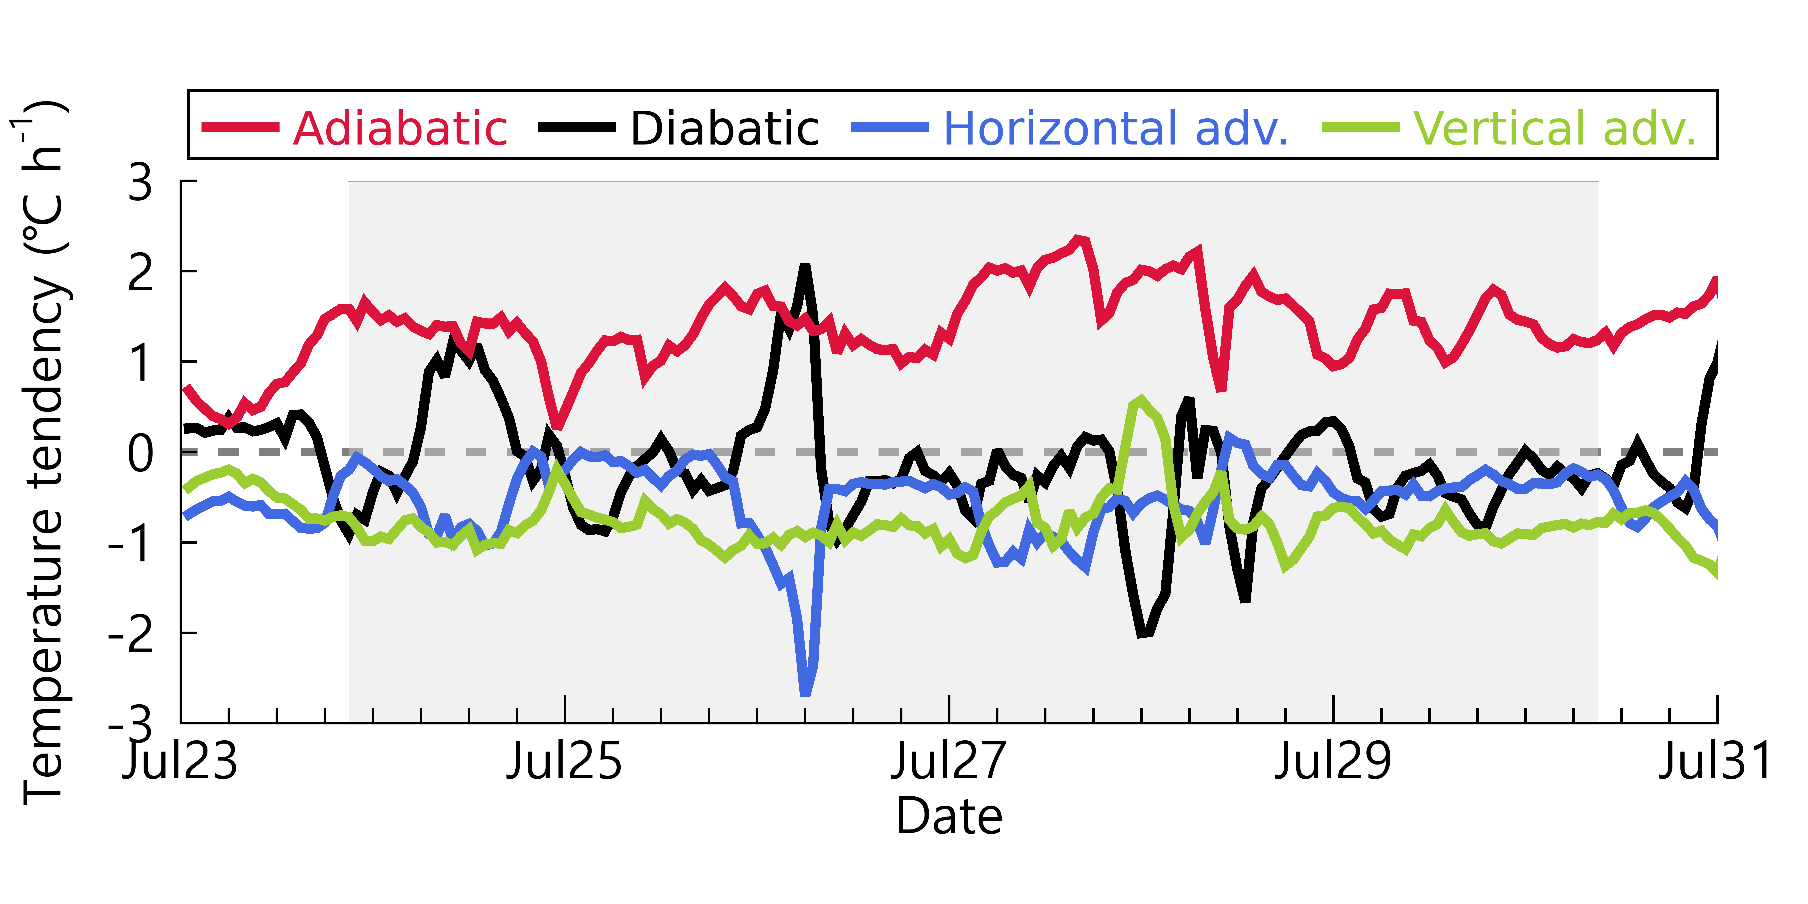 Adiabatic Diabatic Horizontal adv. Vertical adv.
Temperature tendency (℃ h⁻¹)
3
2
1
0
-1
-2
-3
Jul23 Jul25 Jul27 Jul29 Jul31
Date